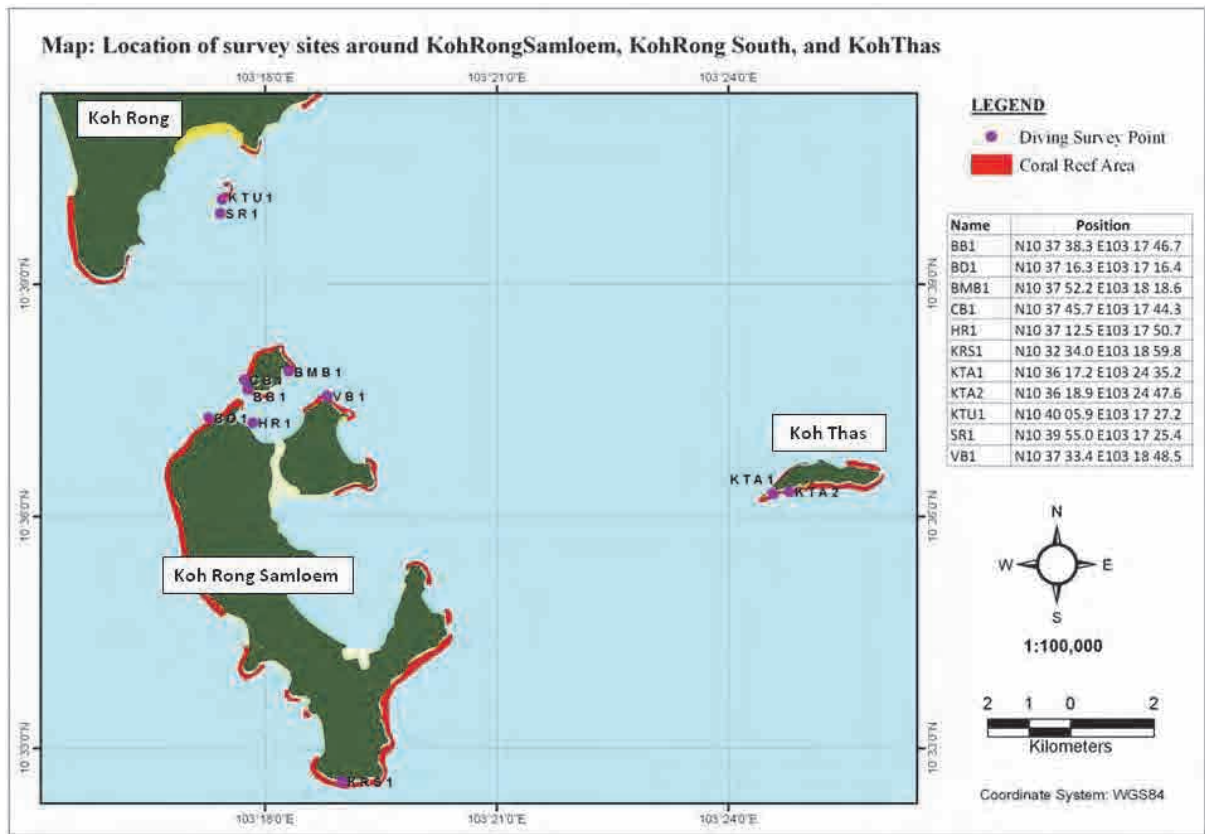 Map: Location of survey sites around KohRongSamloem, KohRong South, and KohThas
103°18'0"E 103°21'0"E 103°24'0"E
Koh Rong
KTU1
SR1
10°39'0"N 10°39'0"N
BMB1
CB1
BB1
VB1
BD1
HR1
Koh Thas
KTA1
KTA2
10°36'0"N 10°36'0"N
Koh Rong Samloem
10°33'0"N 10°33'0"N
KRS1
103°18'0"E 103°21'0"E 103°24'0"E
LEGEND
Diving Survey Point
Coral Reef Area
Name Position
BB1 N10 37 38.3 E103 17 46.7
BD1 N10 37 16.3 E103 17 16.4
BMB1 N10 37 52.2 E103 18 18.6
CB1 N10 37 45.7 E103 17 44.3
HR1 N10 37 12.5 E103 17 50.7
KRS1 N10 32 34.0 E103 18 59.8
KTA1 N10 36 17.2 E103 24 35.2
KTA2 N10 36 18.9 E103 24 47.6
KTU1 N10 40 05.9 E103 17 27.2
SR1 N10 39 55.0 E103 17 25.4
VB1 N10 37 33.4 E103 18 48.5
N
W E
S
1:100,000
2 1 0 2
Kilometers
Coordinate System: WGS84